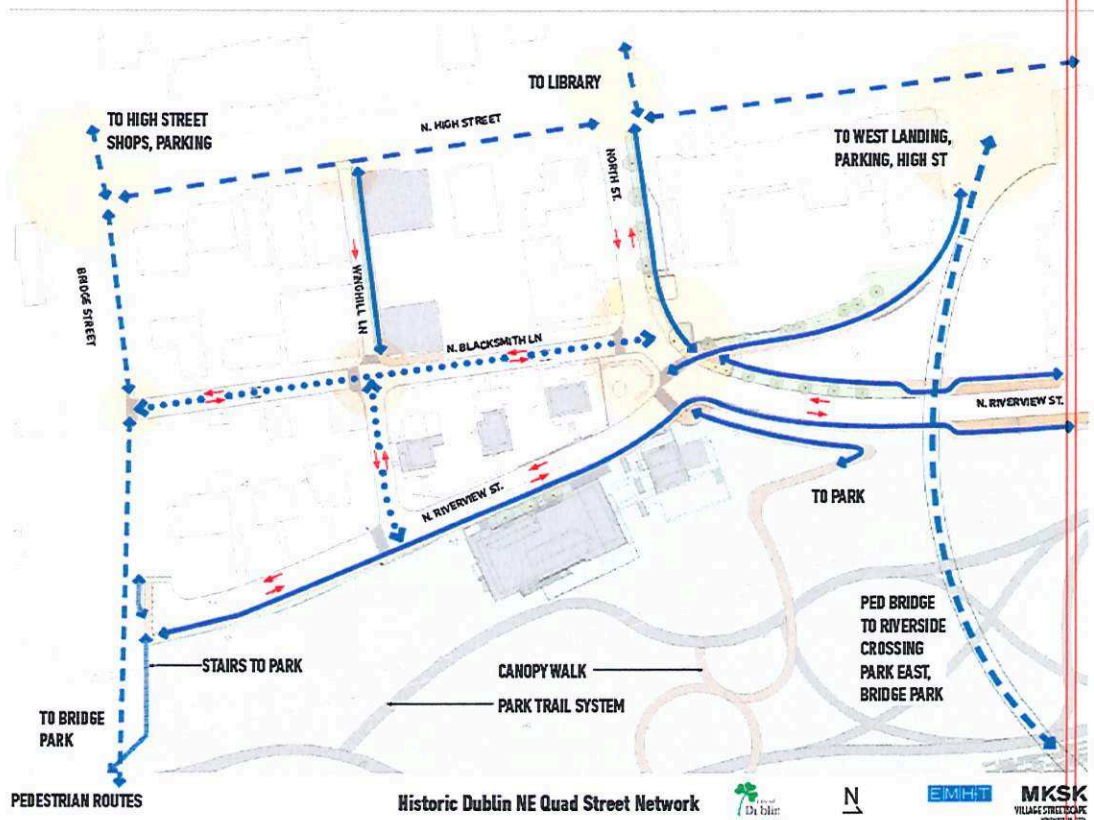 TO LIBRARY
TO HIGH STREET
SHOPS, PARKING
N. HIGH STREET
TO WEST LANDING,
PARKING, HIGH ST
NORTH ST.
BRIDGE STREET
WINGHILL LN
N. BLACKSMITH LN
N. RIVERVIEW ST.
N. RIVERVIEW ST.
TO PARK
PED BRIDGE
TO RIVERSIDE
CROSSING
PARK EAST,
BRIDGE PARK
STAIRS TO PARK
CANOPY WALK
PARK TRAIL SYSTEM
TO BRIDGE
PARK
PEDESTRIAN ROUTES
Historic Dublin NE Quad Street Network
Dublin
N
EMH&T
MKSK
VILLAGE STREETSCAPE